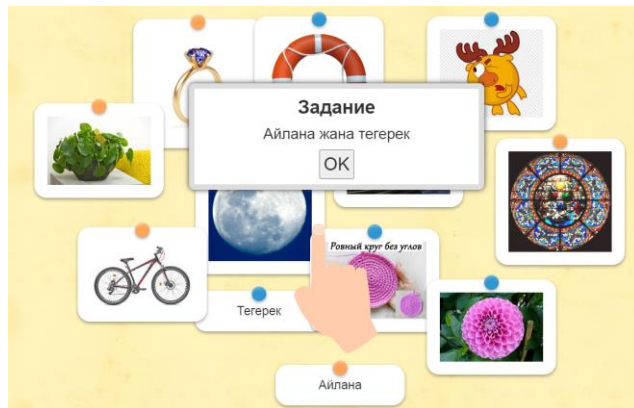 Задание
Айлана жана тегерек
OK
Ровный круг без углов
Тегерек
Айлана